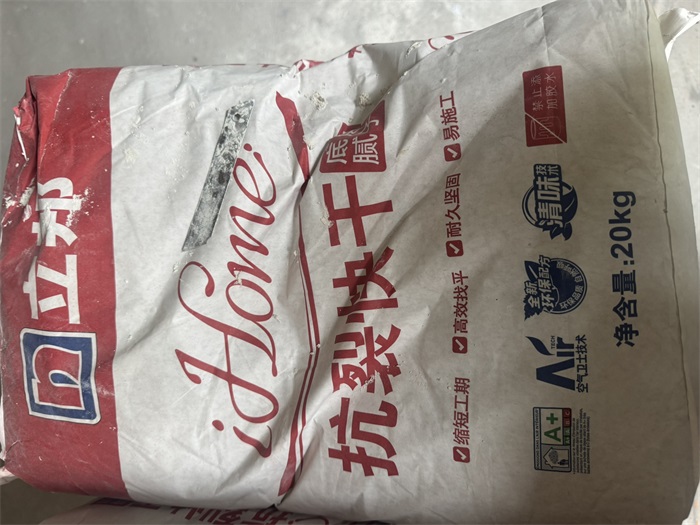 立邦
iHome
抗裂快干
底
腻
缩短工期
高效找平
耐久坚固
易施工
A+
Air
TECH
空气卫士技术
全新
环保配方
清味
技术
禁止添
加胶水
净含量:20kg